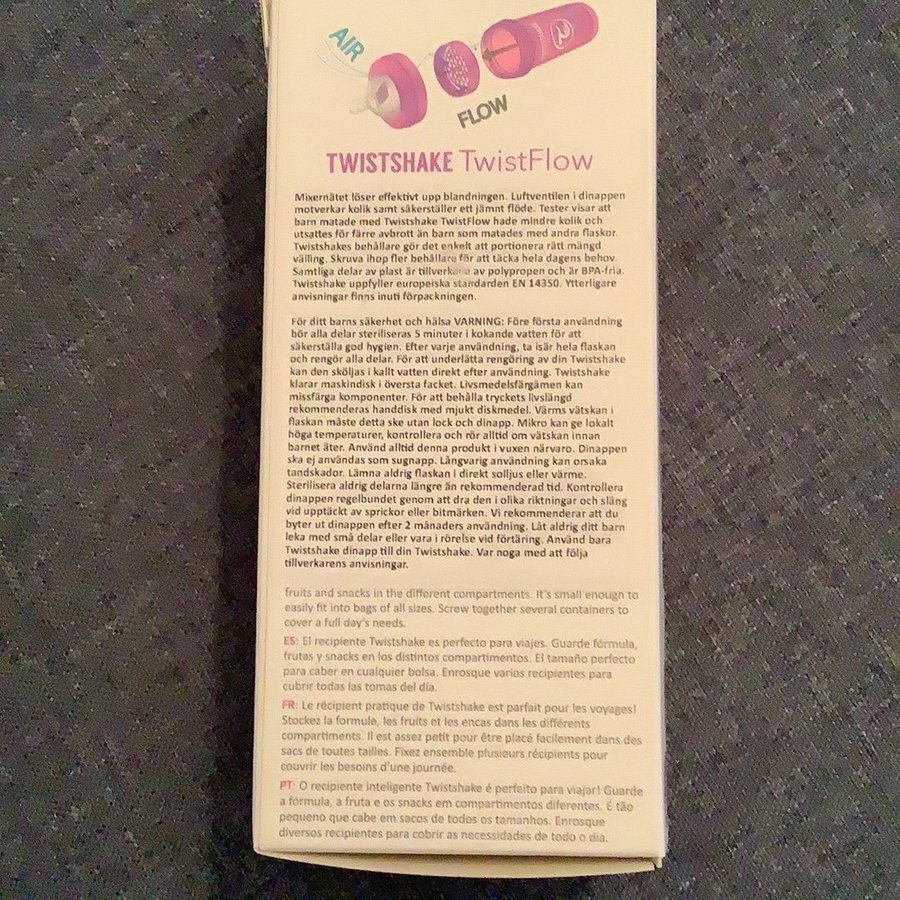 AIR
FLOW
TWISTSHAKE TwistFlow
Mixernätet löser effektivt upp blandningen. Luftventilen i dinappen
motverkar kolik samt säkerställer ett jämnt flöde. Tester visar att
barn matade med Twistshake TwistFlow hade mindre kolik och
utsattes för färre avbrott än barn som matades med andra flaskor.
Twistshakes behållare gör det enkelt att portionera rätt mängd
välling. Skruva ihop fler behållare för att täcka hela dagens behov.
Samtliga delar av plast är tillverkade av polypropen och är BPA-fria.
Twistshake uppfyller europeiska standarden EN 14350. Ytterligare
anvisningar finns inuti förpackningen.
För ditt barns säkerhet och hälsa VARNING: Före första användning
bör alla delar steriliseras 5 minuter i kokande vatten för att
säkerställa god hygien. Efter varje användning, ta isär hela flaskan
och rengör alla delar. För att underlätta rengöring av din Twistshake
kan den sköljas i kallt vatten direkt efter användning. Twistshake
klarar maskindisk i översta facket. Livsmedelsfärgämen kan
missfärga komponenter. För att behålla tryckets livslängd
rekommenderas handdisk med mjukt diskmedel. Värms vätskan i
flaskan måste detta ske utan lock och dinapp. Mikro kan ge lokalt
höga temperaturer, kontrollera och rör alltid om vätskan innan
barnet äter. Använd alltid denna produkt i vuxen närvaro. Dinappen
ska ej användas som sugnapp. Långvarig användning kan orsaka
tandskador. Lämna aldrig flaskan i direkt solljus eller värme.
Sterilisera aldrig delarna längre än rekommenderad tid. Kontrollera
dinappen regelbundet genom att dra den i olika riktningar och släng
vid upptäckt av sprickor eller bitmärken. Vi rekommenderar att du
byter ut dinappen efter 2 månaders användning. Låt aldrig ditt barn
leka med små delar eller vara i rörelse vid förtäring. Använd bara
Twistshake dinapp till din Twistshake. Var noga med att följa
tillverkarens anvisningar.
fruits and snacks in the different compartments. It's small enough to
easily fit into bags of all sizes. Screw together several containers to
cover a full day's needs.
ES: El recipiente Twistshake es perfecto para viajes. Guarde fórmula,
frutas y snacks en los distintos compartimentos. El tamaño perfecto
para caber en cualquier bolsa. Enrosque varios recipientes para
cubrir todas las tomas del día.
FR: Le récipient pratique de Twistshake est parfait pour les voyages!
Stockez la formule, les fruits et les encas dans les différents
compartiments. Il est assez petit pour être placé facilement dans des
sacs de toutes tailles. Fixez ensemble plusieurs récipients pour
couvrir les besoins d'une journée.
PT: O recipiente inteligente Twistshake é perfeito para viajar! Guarde
a fórmula, a fruta e os snacks em compartimentos diferentes. É tão
pequeno que cabe em sacos de todos os tamanhos. Enrosque
diversos recipientes para cobrir as necessidades de todo o dia.